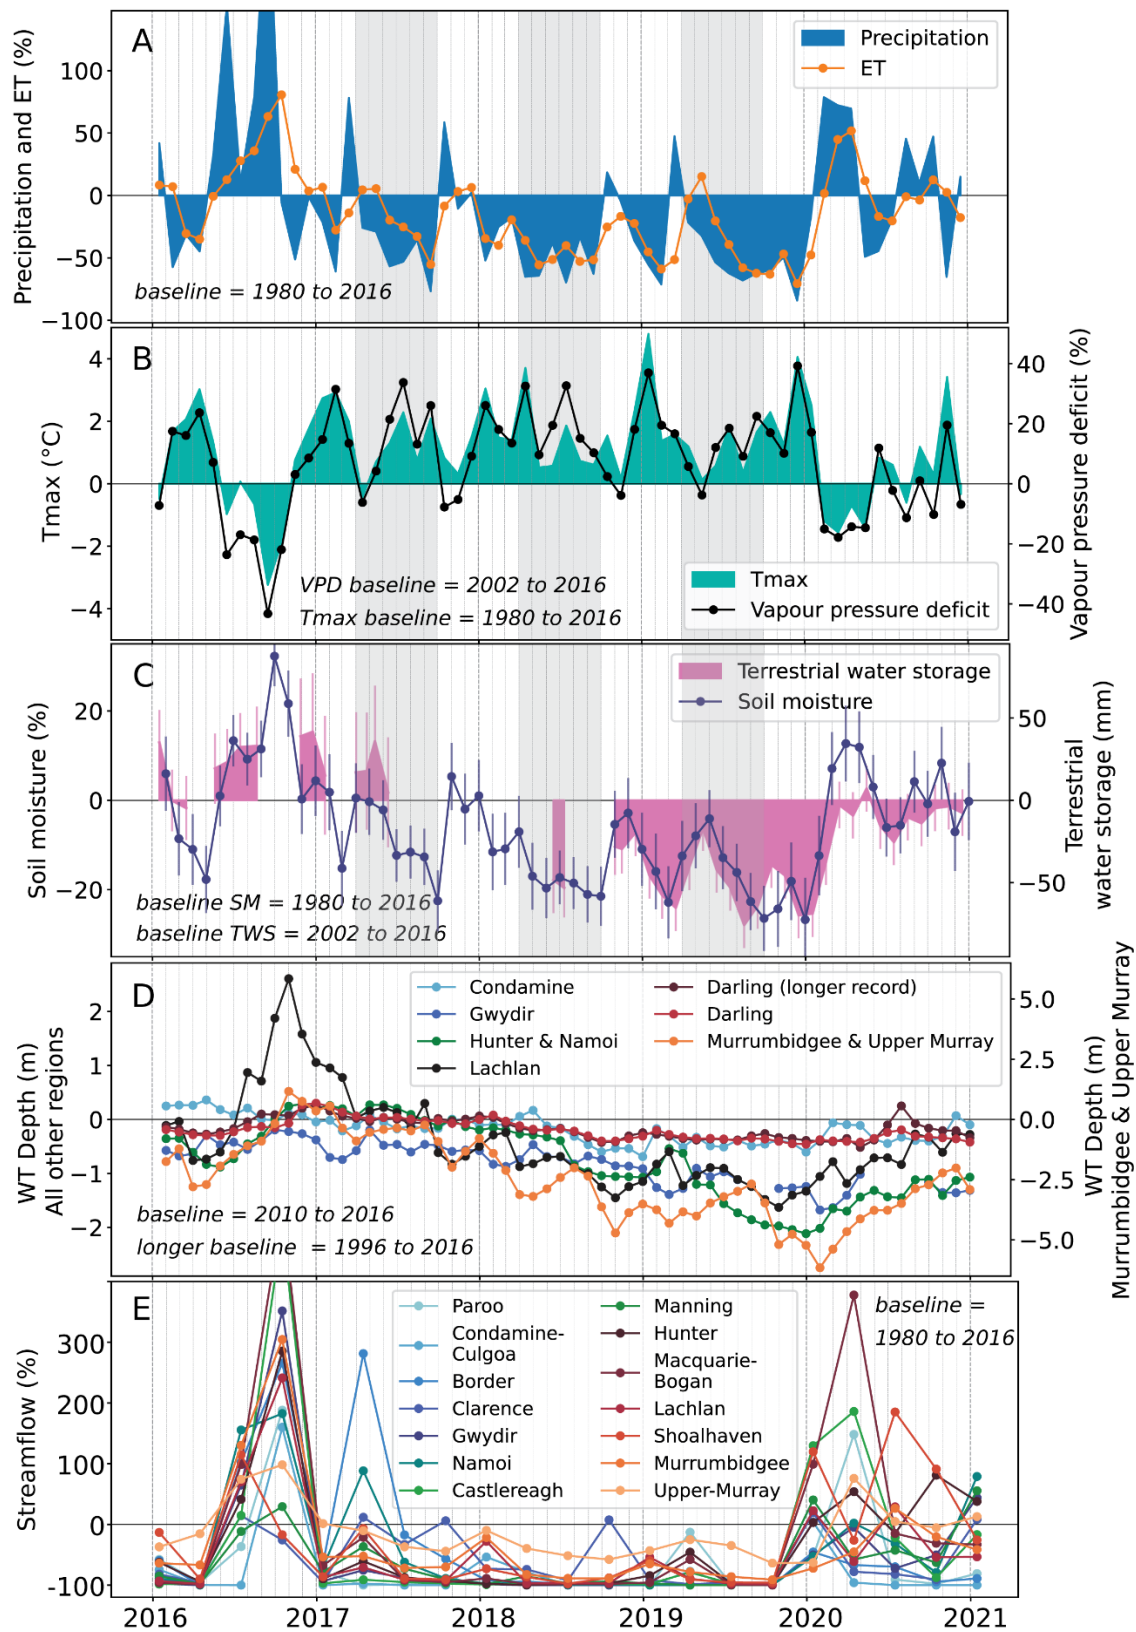 A
Precipitation and ET (%)
100
50
0
−50
−100
Precipitation
ET
baseline = 1980 to 2016
B
Tmax (°C)
4
2
0
−2
−4
Vapour pressure deficit (%)
40
20
0
−20
−40
VPD baseline = 2002 to 2016
Tmax baseline = 1980 to 2016
Tmax
Vapour pressure deficit
C
Soil moisture (%)
20
0
−20
Terrestrial
water storage (mm)
50
0
−50
Terrestrial water storage
Soil moisture
baseline SM = 1980 to 2016
baseline TWS = 2002 to 2016
D
WT Depth (m)
All other regions
2
1
0
−1
−2
WT Depth (m)
Murrumbidgee & Upper Murray
5.0
2.5
0.0
−2.5
−5.0
Condamine
Gwydir
Hunter & Namoi
Lachlan
Darling (longer record)
Darling
Murrumbidgee & Upper Murray
baseline = 2010 to 2016
longer baseline = 1996 to 2016
E
Streamflow (%)
300
200
100
0
-100
Paroo
Condamine-
Culgoa
Border
Clarence
Gwydir
Namoi
Castlereagh
Manning
Hunter
Macquarie-
Bogan
Lachlan
Shoalhaven
Murrumbidgee
Upper-Murray
baseline =
1980 to 2016
2016
2017
2018
2019
2020
2021